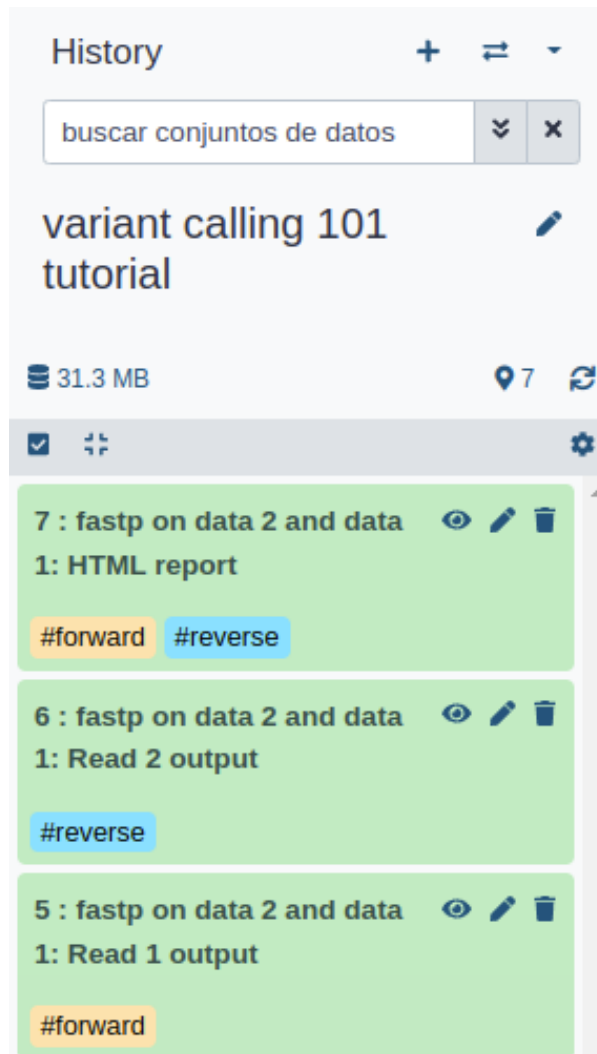 History
buscar conjuntos de datos
variant calling 101
tutorial
31.3 MB
7
7 : fastp on data 2 and data
1: HTML report
#forward #reverse
6 : fastp on data 2 and data
1: Read 2 output
#reverse
5 : fastp on data 2 and data
1: Read 1 output
#forward